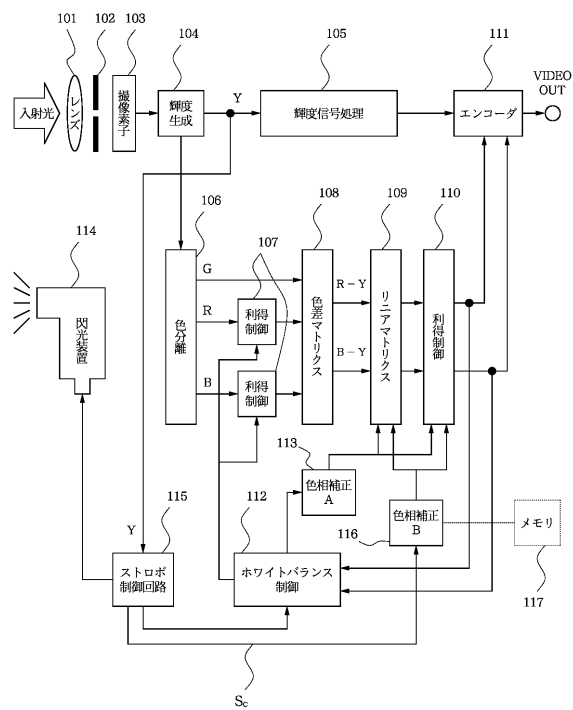 101
102
103
104
105
111
VIDEO
OUT
入射光
レンズ
撮像素子
輝度
生成
Y
輝度信号処理
エンコーダ
106
107
108
109
110
114
G
R
B
色分離
利得
制御
利得
制御
色差マトリクス
R－Y
B－Y
リニアマトリクス
利得制御
閃光装置
113
色相補正
A
115
112
116
色相補正
B
メモリ
117
Y
ストロボ
制御回路
ホワイトバランス
制御
Sc